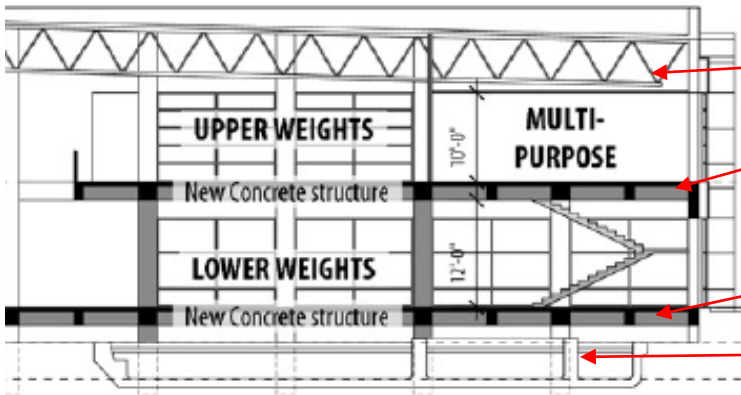 UPPER WEIGHTS
MULTI-
PURPOSE
10'-0"
New Concrete structure
LOWER WEIGHTS
12'-0"
New Concrete structure